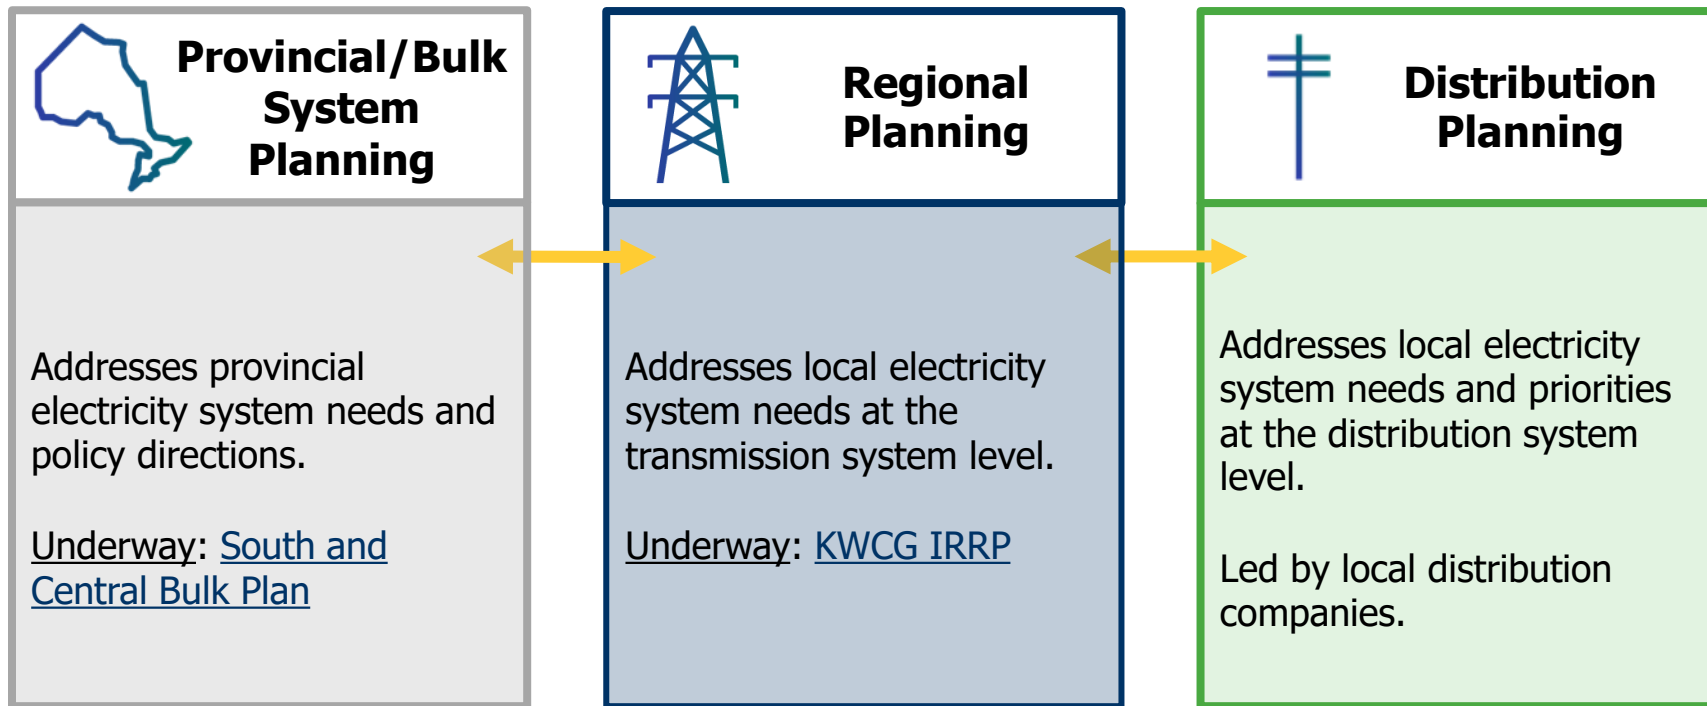 Provincial/Bulk
System
Planning
Addresses provincial
electricity system needs and
policy directions.
Underway: South and
Central Bulk Plan
Regional
Planning
Addresses local electricity
system needs at the
transmission system level.
Underway: KWCG IRRP
Distribution
Planning
Addresses local electricity
system needs and priorities
at the distribution system
level.
Led by local distribution
companies.